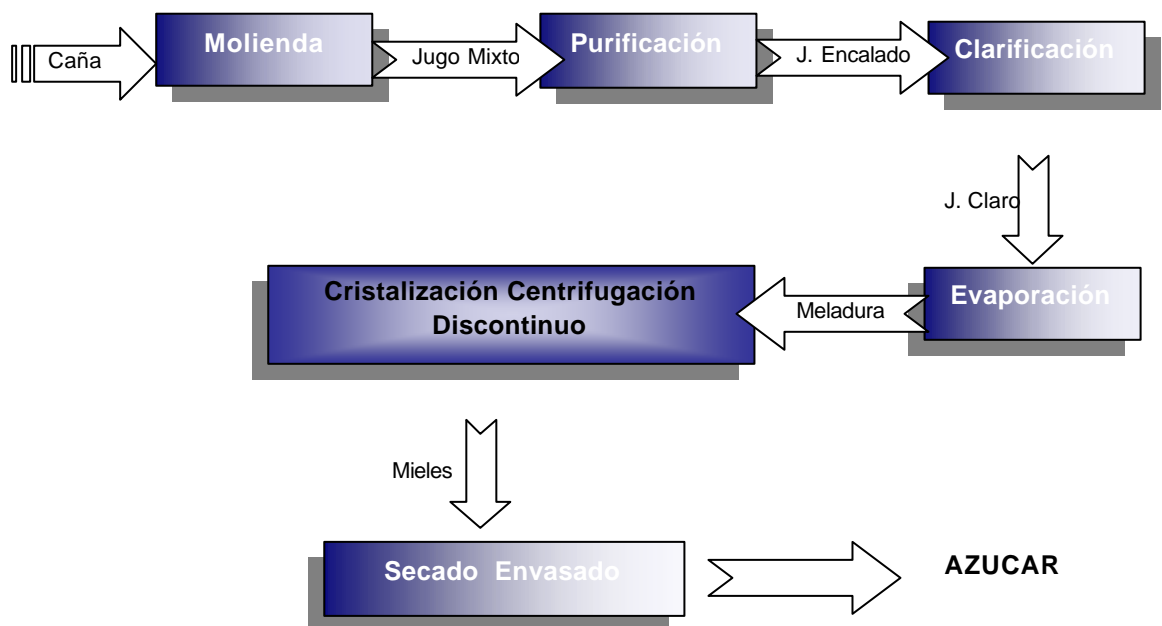 Caña
Molienda
Jugo Mixto
Purificación
J. Encalado
Clarificación
J. Claro
Evaporación
Meladura
Cristalización Centrifugación
Discontinuo
Mieles
Secado Envasado
AZUCAR